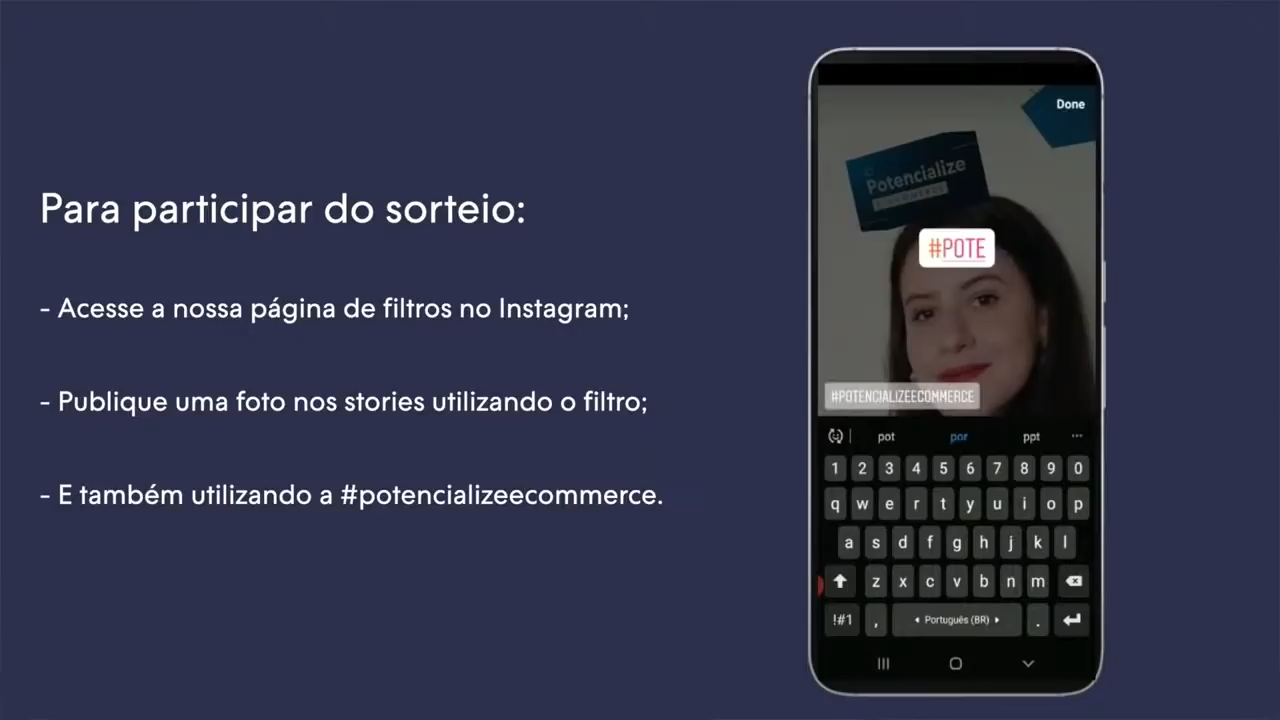 Para participar do sorteio:
- Acesse a nossa página de filtros no Instagram;
- Publique uma foto nos stories utilizando o filtro;
- E também utilizando a #potencializeecommerce.
Done
Potencialize
#POTE
#POTENCIALIZEECOMMERCE
pot por ppt ...
1 2 3 4 5 6 7 8 9 0
q w e r t y u i o p
a s d f g h j k l
z x c v b n m
!#1 , Português (BR) .